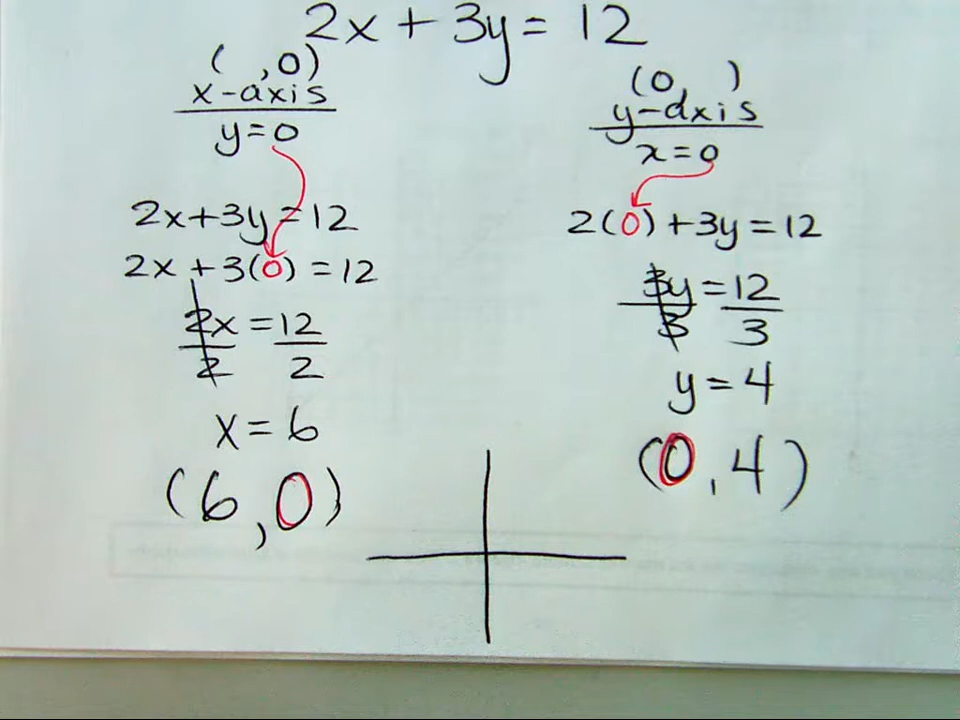 2x + 3y = 12
( , 0)
x-axis
y=0
2x+3y=12
2x + 3(0) = 12
2x = 12
2 2
x = 6
(6, 0)
(0, )
y-axis
x=0
2(0) + 3y = 12
3y = 12
3 3
y = 4
(0, 4)